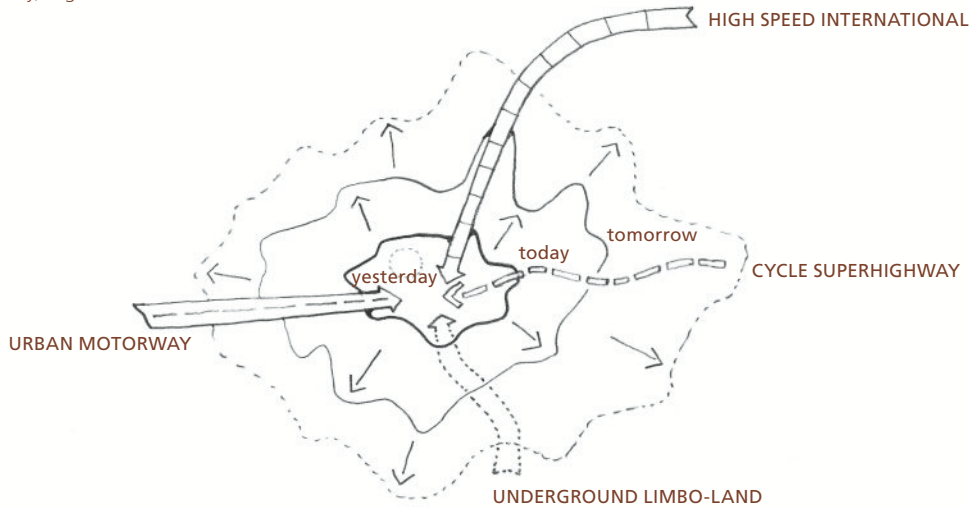 HIGH SPEED INTERNATIONAL
tomorrow
today
yesterday
CYCLE SUPERHIGHWAY
URBAN MOTORWAY
UNDERGROUND LIMBO-LAND